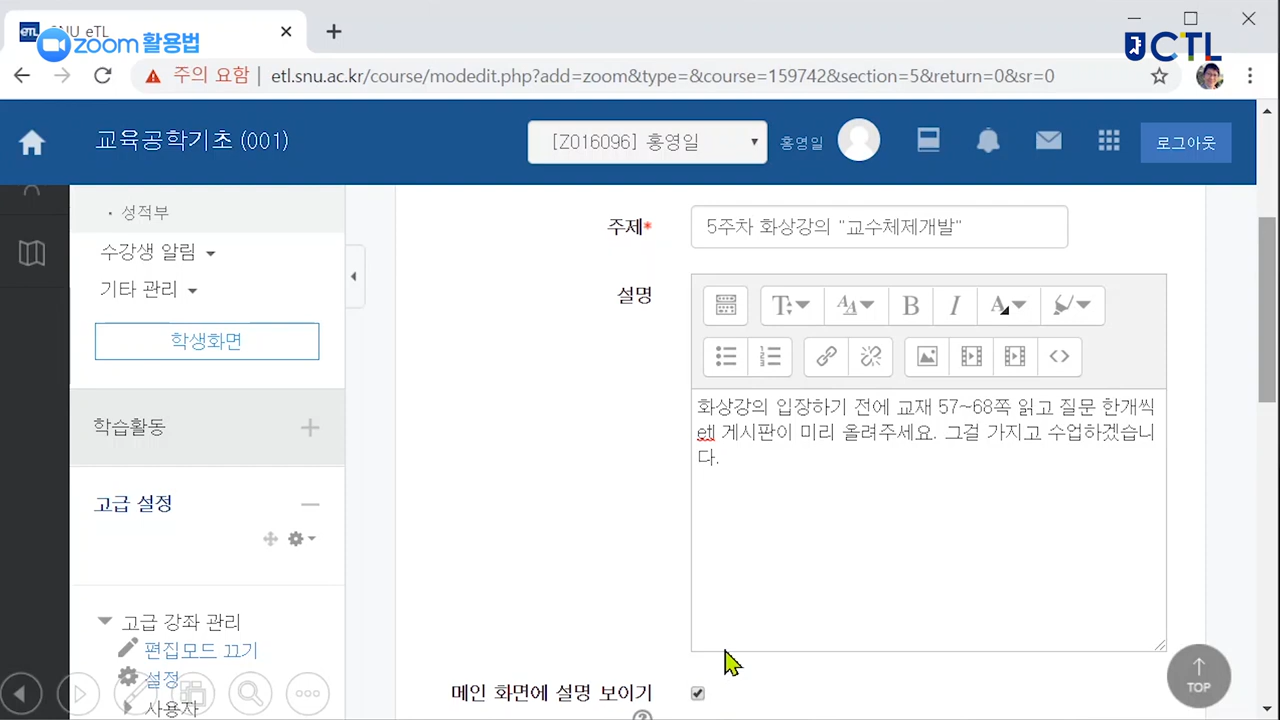 SNU eTL
zoom 활용법
CTL
주의 요함
etl.snu.ac.kr/course/modedit.php?add=zoom&type=&course=159742&section=5&return=0&sr=0
교육공학기초 (001)
[Z016096] 홍영일
홍영일
로그아웃
· 성적부
수강생 알림
기타 관리
학생화면
학습활동
고급 설정
고급 강좌 관리
편집모드 끄기
설정
사용자
주제*
5주차 화상강의 "교수체제개발"
설명
화상강의 입장하기 전에 교재 57~68쪽 읽고 질문 한개씩
etl 게시판이 미리 올려주세요. 그걸 가지고 수업하겠습니
다.
메인 화면에 설명 보이기
TOP